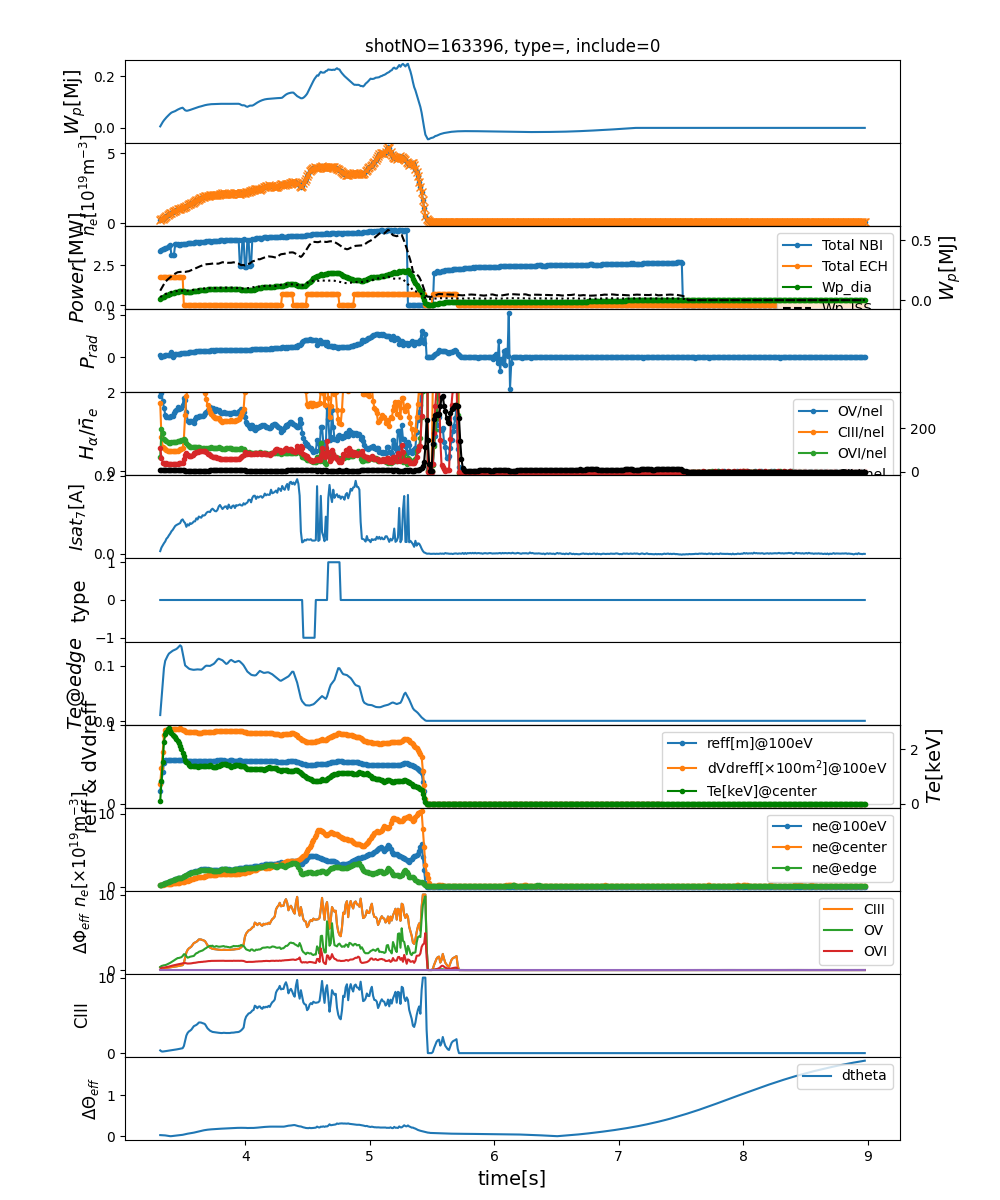 shotNO=163396, type=, include=0
W_p[MJ]
0.2
0.0
n_e[10^19m^-3]
5
0
Power[MW]
2.5
0.0
Total NBI
Total ECH
Wp_dia
Wp_ISS
0.5
0.0
W_p[MJ]
P_rad
0
H_α/n̄_e
2
OV/nel
CIII/nel
OVI/nel
200
0
Isat_7[A]
0.2
0.0
type
1
0
−1
Te@edge
0.1
0.0
reff & dVdreff
1
0
reff[m]@100eV
dVdreff[×100m^2]@100eV
Te[keV]@center
2
0
Te[keV]
n_e[×10^19m^-3]
10
0
ne@100eV
ne@center
ne@edge
ΔΦ_eff
10
0
CIII
OV
OVI
CIII
10
0
ΔΘ_eff
1
0
dtheta
4 5 6 7 8 9
time[s]